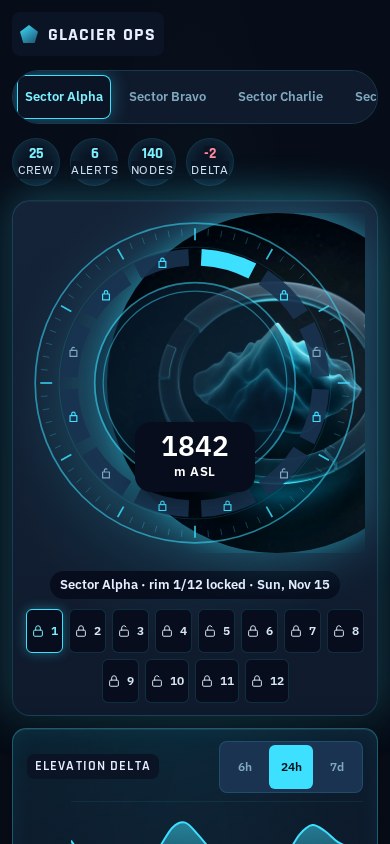 GLACIER OPS
Sector Alpha Sector Bravo Sector Charlie Sec
25 6 140 -2
CREW ALERTS NODES DELTA
1842
m ASL
Sector Alpha · rim 1/12 locked · Sun, Nov 15
1 2 3 4 5 6 7 8
9 10 11 12
ELEVATION DELTA 6h 24h 7d